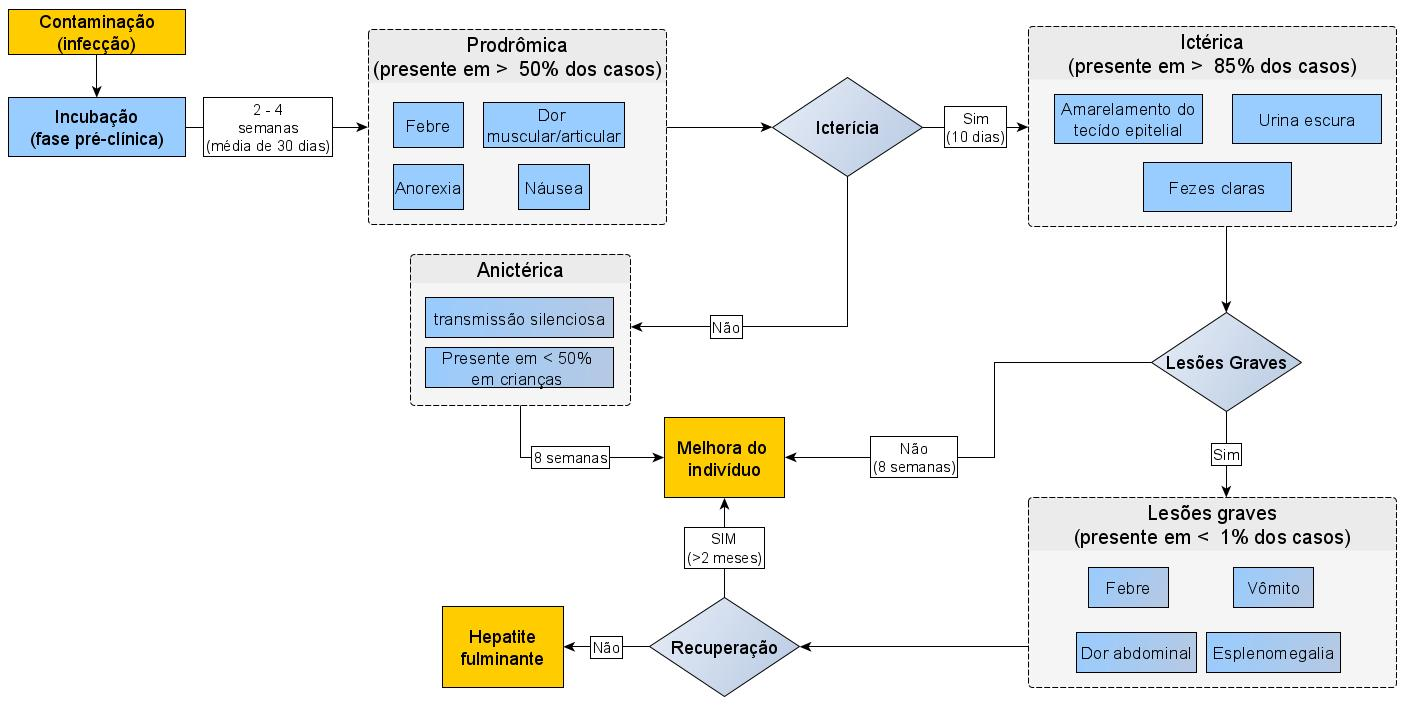 Contaminação
(infecção)
Incubação
(fase pré-clínica)
2 - 4
semanas
(média de 30 dias)
Prodrômica
(presente em > 50% dos casos)
Febre
Dor
muscular/articular
Anorexia
Náusea
Icterícia
Sim
(10 dias)
Ictérica
(presente em > 85% dos casos)
Amarelamento do
tecído epitelial
Urina escura
Fezes claras
Não
Anictérica
transmissão silenciosa
Presente em < 50%
em crianças
8 semanas
Melhora do
indivíduo
Não
(8 semanas)
Lesões Graves
Sim
Lesões graves
(presente em < 1% dos casos)
Febre
Vômito
Dor abdominal
Esplenomegalia
SIM
(>2 meses)
Recuperação
Não
Hepatite
fulminante